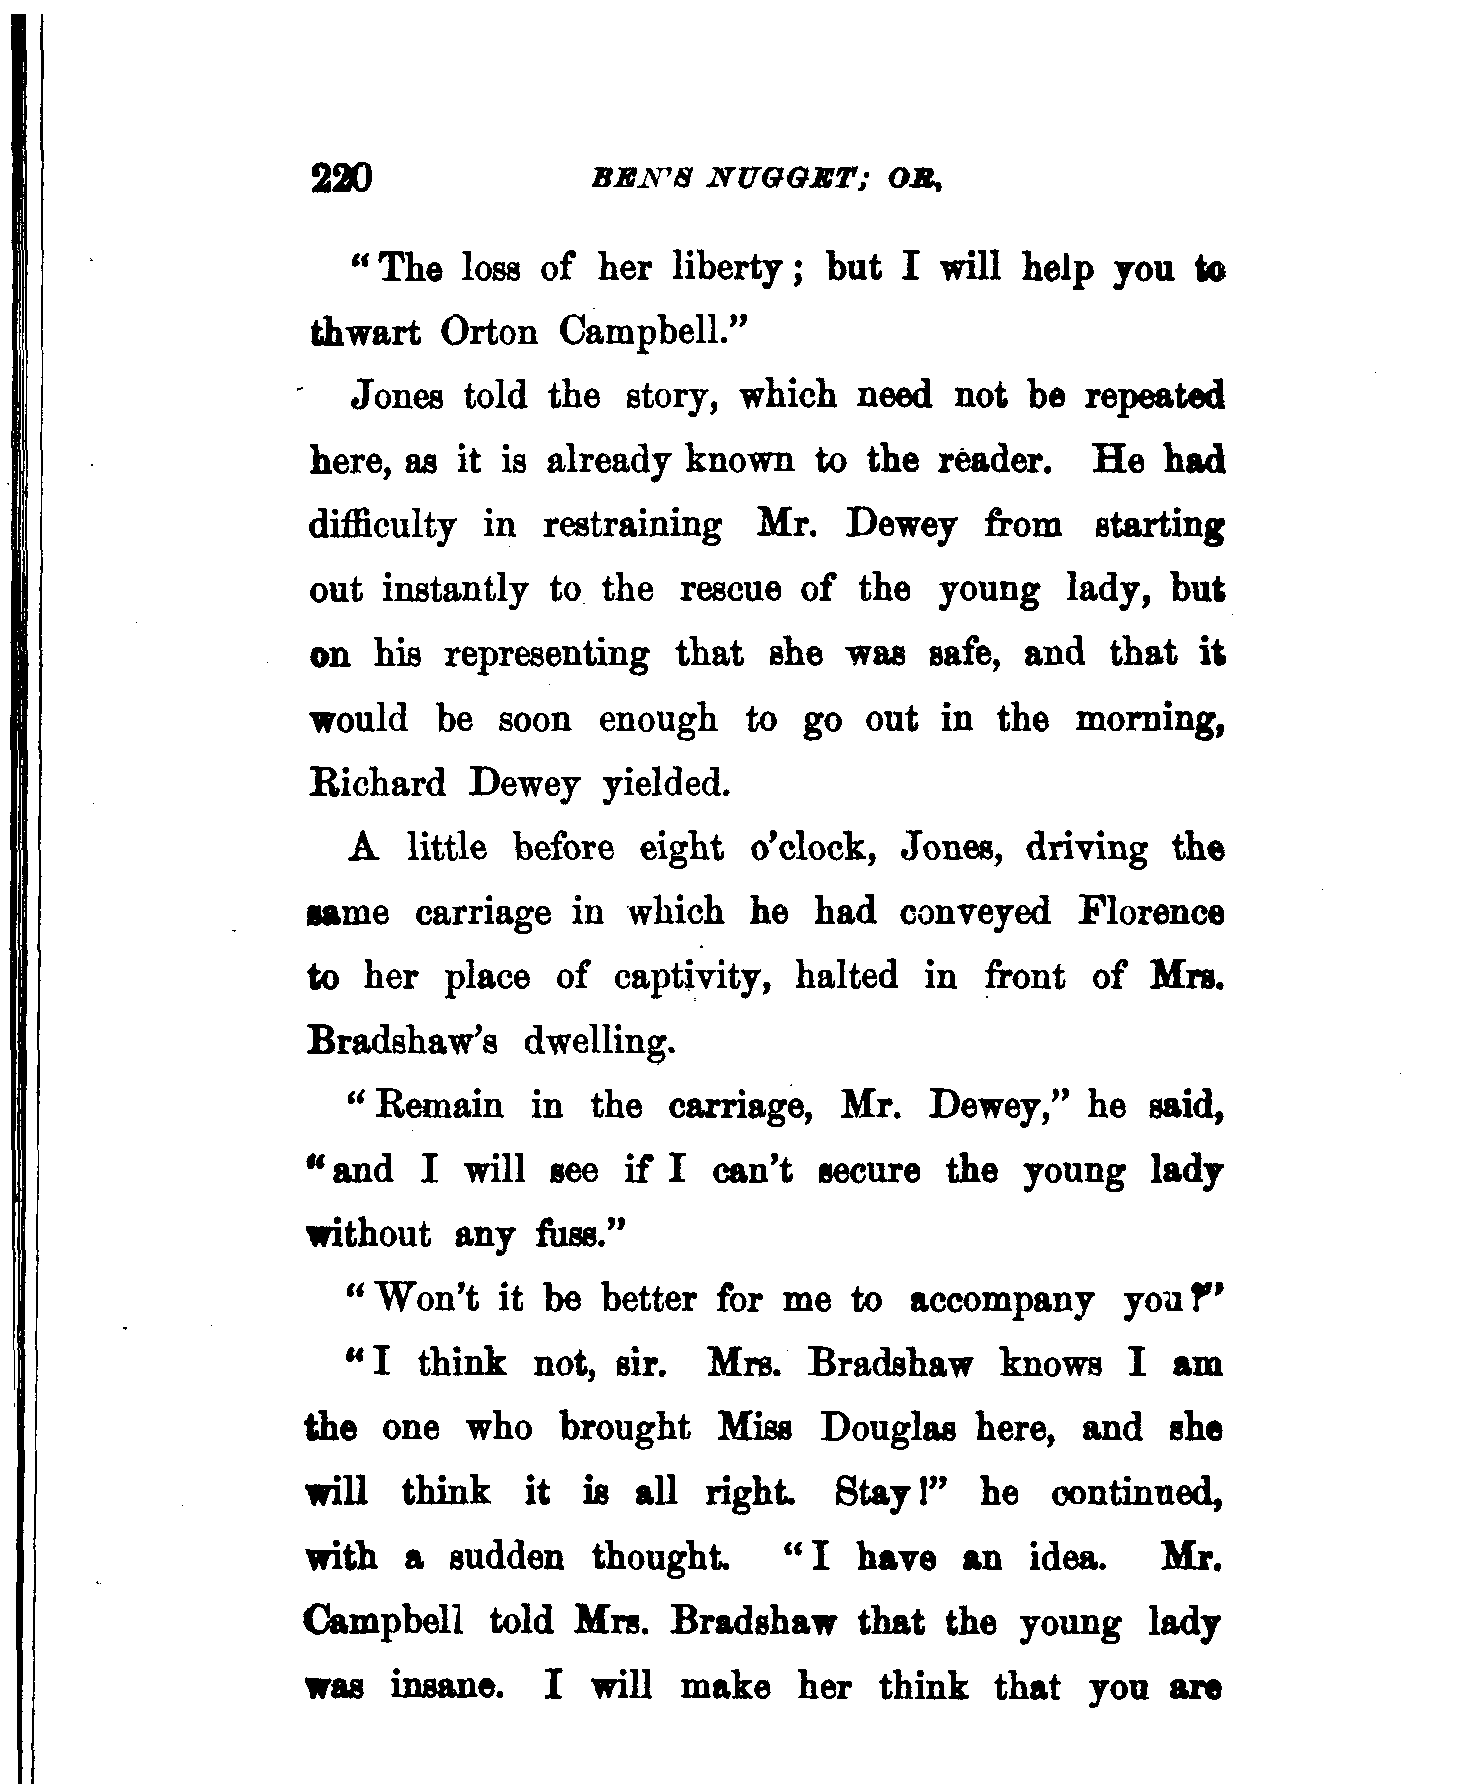 220 BEN'S NUGGET; OR,
"The loss of her liberty; but I will help you to
thwart Orton Campbell."
Jones told the story, which need not be repeated
here, as it is already known to the reader. He had
difficulty in restraining Mr. Dewey from starting
out instantly to the rescue of the young lady, but
on his representing that she was safe, and that it
would be soon enough to go out in the morning,
Richard Dewey yielded.
A little before eight o'clock, Jones, driving the
same carriage in which he had conveyed Florence
to her place of captivity, halted in front of Mrs.
Bradshaw's dwelling.
"Remain in the carriage, Mr. Dewey," he said,
"and I will see if I can't secure the young lady
without any fuss."
"Won't it be better for me to accompany you?"
"I think not, sir. Mrs. Bradshaw knows I am
the one who brought Miss Douglas here, and she
will think it is all right. Stay!" he continued,
with a sudden thought. "I have an idea. Mr.
Campbell told Mrs. Bradshaw that the young lady
was insane. I will make her think that you are